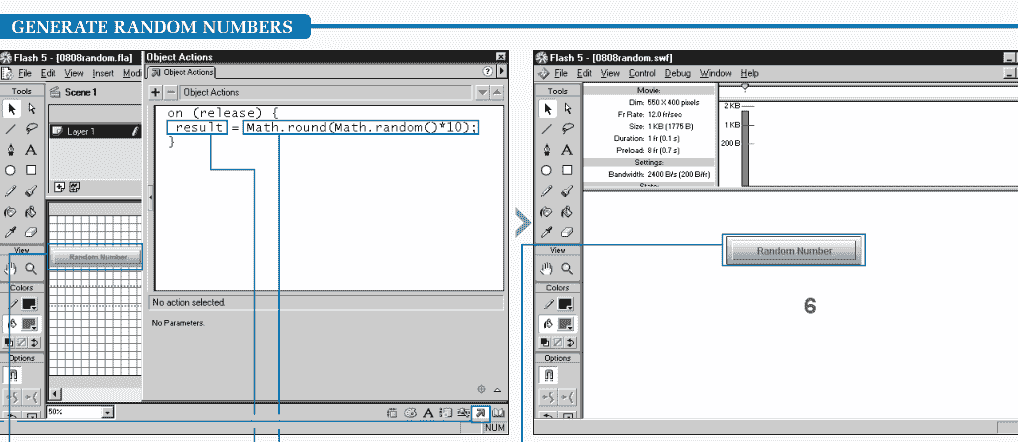 GENERATE RANDOM NUMBERS
Flash 5 - [0808random.fla]
File Edit View Insert Modi
Tools
Scene 1
Layer 1
View
Random Number
Colors
Options
50%
Object Actions
Object Actions
Object Actions
on (release) {
result = Math.round(Math.random()*10);
}
No action selected.
No Parameters.
NUM
Flash 5 - [0808random.swf]
File Edit View Control Debug Window Help
Tools
Movie:
Dim: 550 X 400 pixels
Fr Rate: 12.0 fr/sec
Size: 1 KB (1775 B)
Duration: 1 fr (0.1 s)
Preload: 8 fr (0.7 s)
Settings:
Bandwidth: 2400 B/s (200 B/fr)
State:
2 KB
1 KB
200 B
View
Random Number
6
Colors
Options